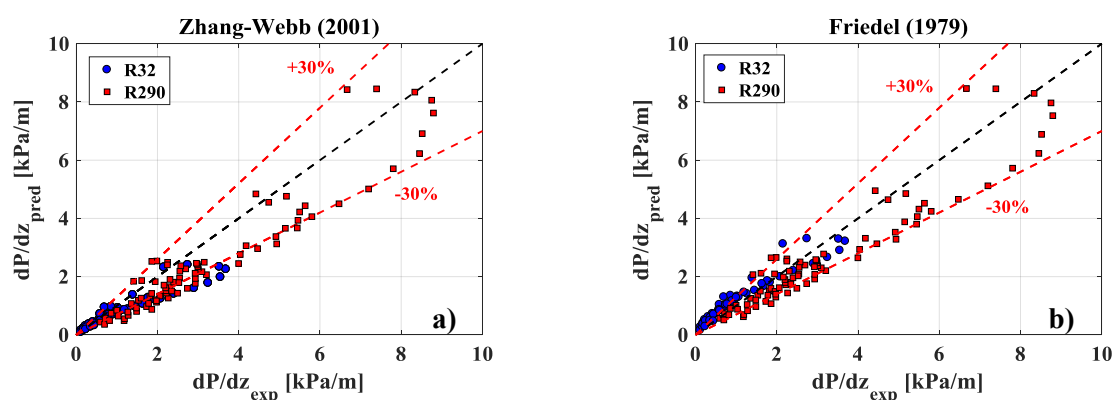 Zhang-Webb (2001)
10
8
6
4
2
0
dP/dz_pred [kPa/m]
R32
R290
+30%
-30%
a)
0 2 4 6 8 10
dP/dz_exp [kPa/m]
Friedel (1979)
10
8
6
4
2
0
dP/dz_pred [kPa/m]
R32
R290
+30%
-30%
b)
0 2 4 6 8 10
dP/dz_exp [kPa/m]